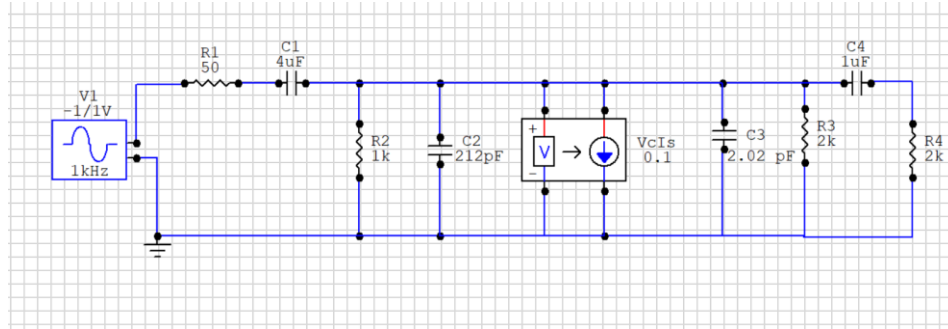 V1
-1/1V
1kHz
R1
50
C1
4uF
R2
1k
C2
212pF
+
V
-
VcIs
0.1
C3
2.02 pF
R3
2k
C4
1uF
R4
2k